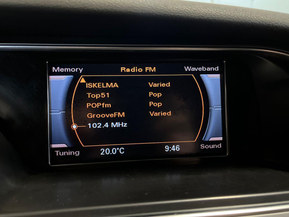 Memory Radio FM Waveband
ISKELMA Varied
Top51 Pop
POPfm Pop
GrooveFM Varied
102.4 MHz
Tuning 20.0°C 9:46 Sound